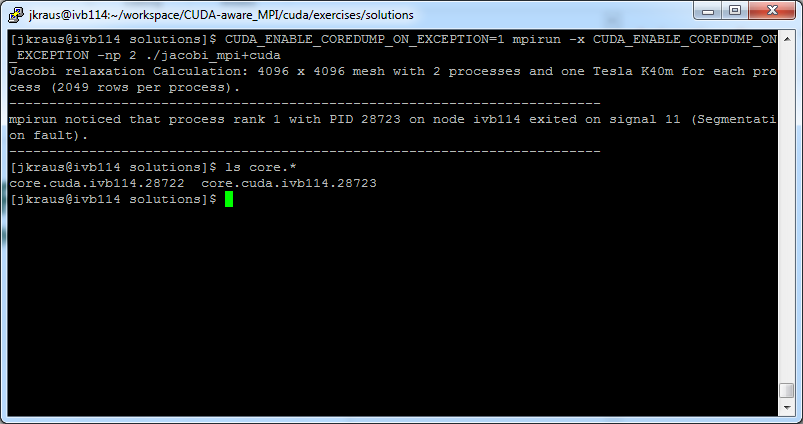 jkraus@ivb114:~/workspace/CUDA-aware_MPI/cuda/exercises/solutions
[jkraus@ivb114 solutions]$ CUDA_ENABLE_COREDUMP_ON_EXCEPTION=1 mpirun -x CUDA_ENABLE_COREDUMP_ON
_EXCEPTION -np 2 ./jacobi_mpi+cuda
Jacobi relaxation Calculation: 4096 x 4096 mesh with 2 processes and one Tesla K40m for each pro
cess (2049 rows per process).
--------------------------------------------------------------------------
mpirun noticed that process rank 1 with PID 28723 on node ivb114 exited on signal 11 (Segmentati
on fault).
--------------------------------------------------------------------------
[jkraus@ivb114 solutions]$ ls core.*
core.cuda.ivb114.28722  core.cuda.ivb114.28723
[jkraus@ivb114 solutions]$